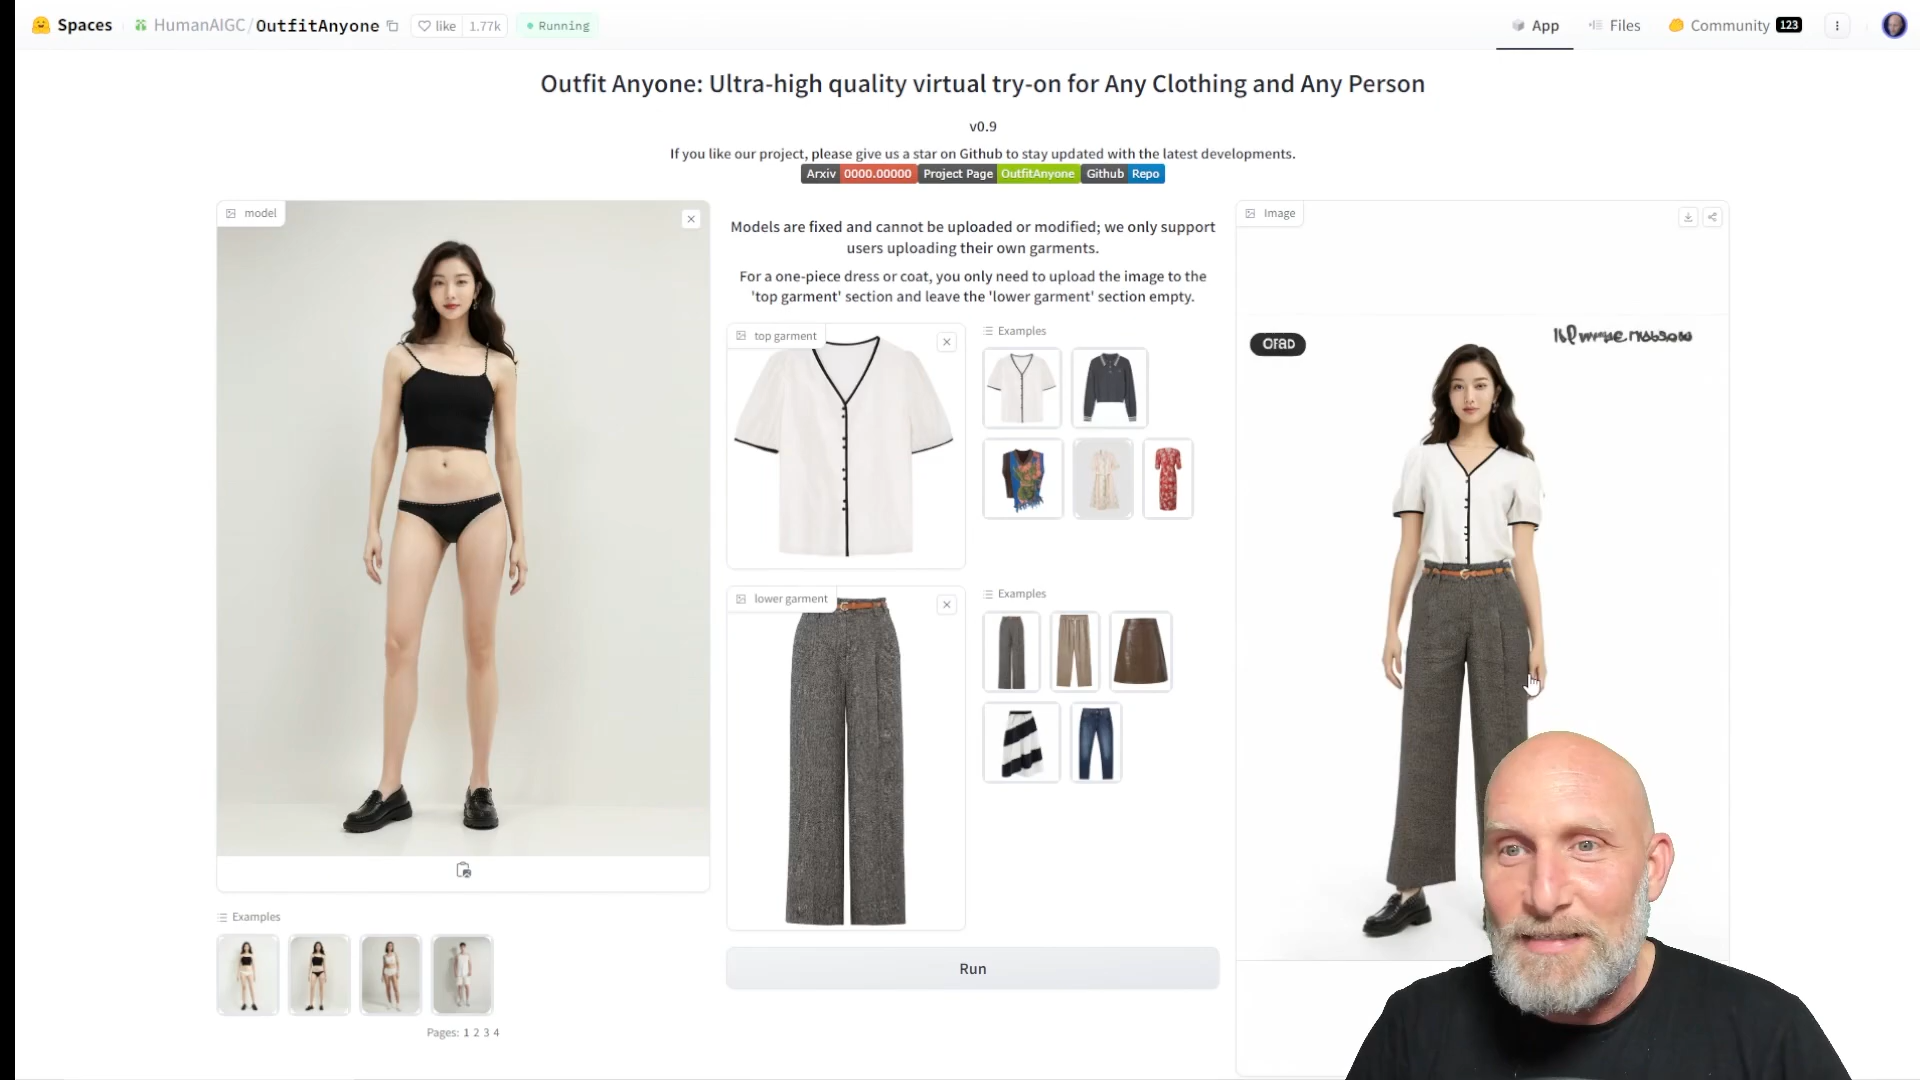 Spaces HumanAIGC/OutfitAnyone like 1.77k Running
App Files Community 123
Outfit Anyone: Ultra-high quality virtual try-on for Any Clothing and Any Person
v0.9
If you like our project, please give us a star on Github to stay updated with the latest developments.
Arxiv 0000.00000 Project Page OutfitAnyone Github Repo
model
Models are fixed and cannot be uploaded or modified; we only support
users uploading their own garments.
For a one-piece dress or coat, you only need to upload the image to the
'top garment' section and leave the 'lower garment' section empty.
top garment
Examples
lower garment
Examples
Run
Image
Examples
Pages: 1 2 3 4